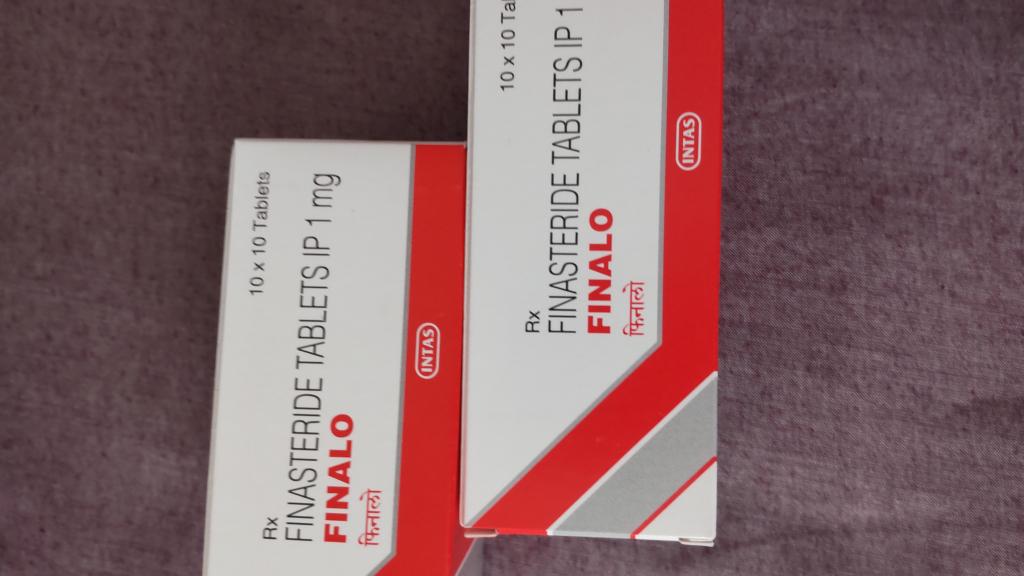 10 x 10 Tablets
Rx
FINASTERIDE TABLETS IP 1 mg
FINALO
फिनालो
INTAS
10 x 10
Rx
FINASTERIDE TABLETS IP 1
FINALO
फिनालो
INTAS